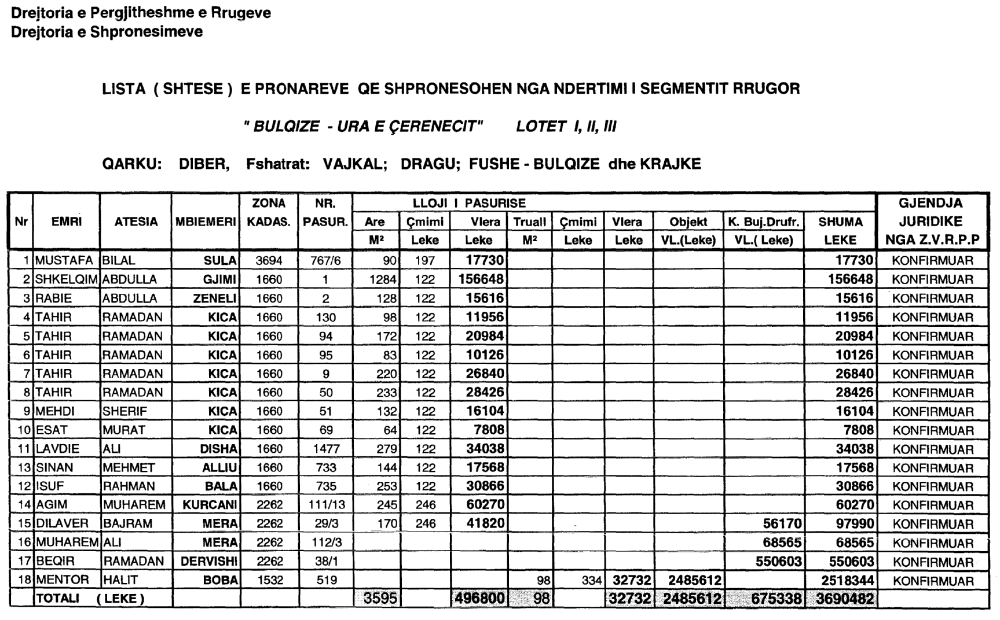 Drejtoria e Pergjitheshme e Rrugeve
Drejtoria e Shpronesimeve
LISTA ( SHTESE ) E PRONAREVE QE SHPRONESOHEN NGA NDERTIMI I SEGMENTIT RRUGOR
" BULQIZE - URA E ÇERENECIT" LOTET I, II, III
QARKU: DIBER, Fshatrat: VAJKAL; DRAGU; FUSHE - BULQIZE dhe KRAJKE
ZONA NR. LLOJI I PASURISE GJENDJA
Nr EMRI ATESIA MBIEMERI KADAS. PASUR. Are Çmimi Vlera Truall Çmimi Vlera Objekt K. Buj.Drufr. SHUMA JURIDIKE
M² Leke Leke M² Leke Leke VL.(Leke) VL.( Leke) LEKE NGA Z.V.R.P.P
1 MUSTAFA BILAL SULA 3694 767/6 90 197 17730 17730 KONFIRMUAR
2 SHKELQIM ABDULLA GJIMI 1660 1 1284 122 156648 156648 KONFIRMUAR
3 RABIE ABDULLA ZENELI 1660 2 128 122 15616 15616 KONFIRMUAR
4 TAHIR RAMADAN KICA 1660 130 98 122 11956 11956 KONFIRMUAR
5 TAHIR RAMADAN KICA 1660 94 172 122 20984 20984 KONFIRMUAR
6 TAHIR RAMADAN KICA 1660 95 83 122 10126 10126 KONFIRMUAR
7 TAHIR RAMADAN KICA 1660 9 220 122 26840 26840 KONFIRMUAR
8 TAHIR RAMADAN KICA 1660 50 233 122 28426 28426 KONFIRMUAR
9 MEHDI SHERIF KICA 1660 51 132 122 16104 16104 KONFIRMUAR
10 ESAT MURAT KICA 1660 69 64 122 7808 7808 KONFIRMUAR
11 LAVDIE ALI DISHA 1660 1477 279 122 34038 34038 KONFIRMUAR
13 SINAN MEHMET ALLIU 1660 733 144 122 17568 17568 KONFIRMUAR
12 ISUF RAHMAN BALA 1660 735 253 122 30866 30866 KONFIRMUAR
14 AGIM MUHAREM KURCANI 2262 111/13 245 246 60270 60270 KONFIRMUAR
15 DILAVER BAJRAM MERA 2262 29/3 170 246 41820 56170 97990 KONFIRMUAR
16 MUHAREM ALI MERA 2262 112/3 68565 68565 KONFIRMUAR
17 BEQIR RAMADAN DERVISHI 2262 38/1 550603 550603 KONFIRMUAR
18 MENTOR HALIT BOBA 1532 519 98 334 32732 2485612 2518344 KONFIRMUAR
TOTALI ( LEKE ) 3595 496800 98 32732 2485612 675338 3690482